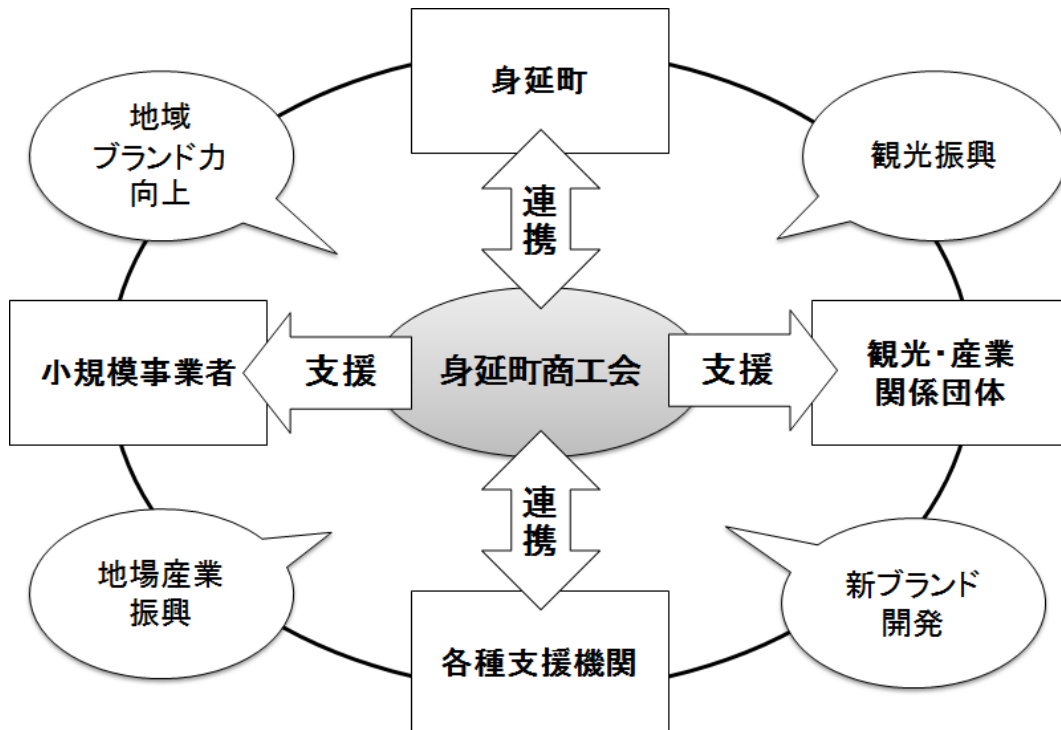 身延町
地域
ブランド力
向上
観光振興
連
携
小規模事業者
支援
身延町商工会
支援
観光・産業
関係団体
連
携
地場産業
振興
新ブランド
開発
各種支援機関